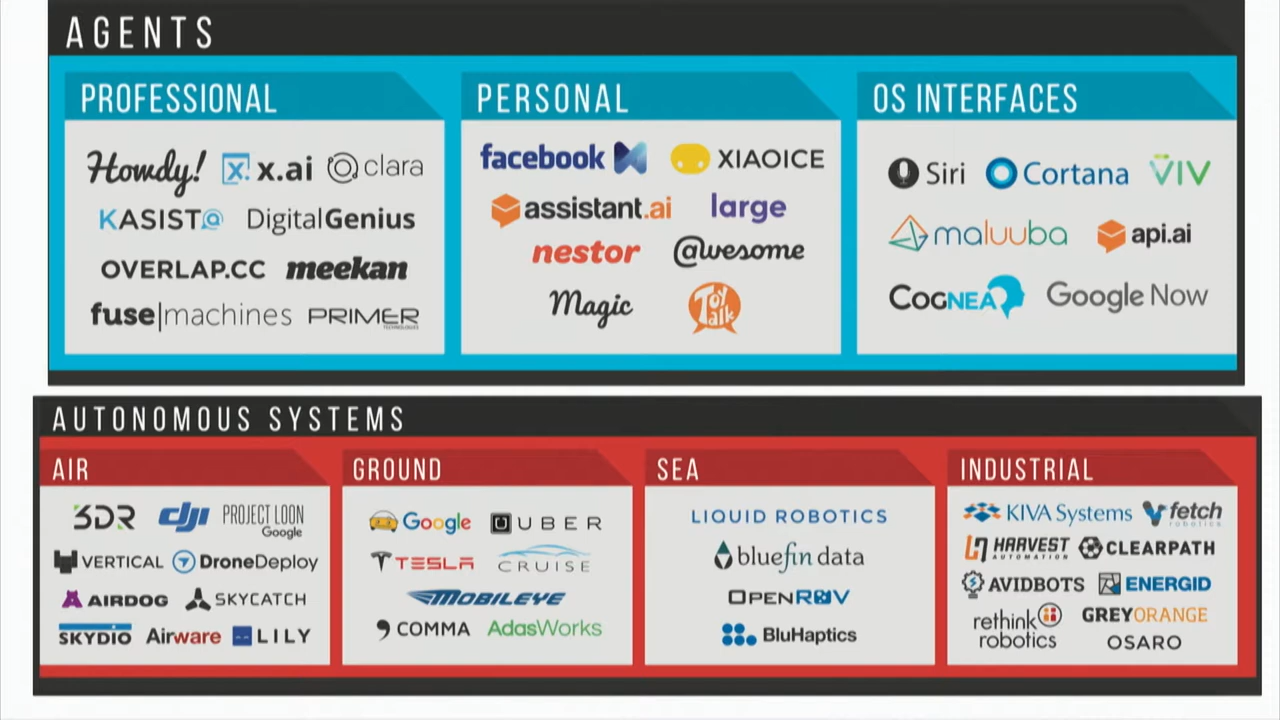 AGENTS
PROFESSIONAL
Howdy! x.ai clara
KASIST@ DigitalGenius
OVERLAP.CC meekan
fuse|machines PRIMER
TECHNOLOGIES
PERSONAL
facebook M XIAOICE
assistant.ai large
nestor @wesome
Magic Toy Talk
OS INTERFACES
Siri Cortana VIV
maluuba api.ai
COGNEA Google Now
AUTONOMOUS SYSTEMS
AIR
3DR dji PROJECT LOON
Google
VERTICAL DroneDeploy
AIRDOG SKYCATCH
SKYDIO Airware LILY
GROUND
Google UBER
TESLA CRUISE
MOBILEYE
COMMA AdasWorks
SEA
LIQUID ROBOTICS
bluefin data
OPENROV
BluHaptics
INDUSTRIAL
KIVA Systems fetch
robotics
HARVEST CLEARPATH
AUTOMATION
AVIDBOTS ENERGID
rethink GREYORANGE
robotics OSARO